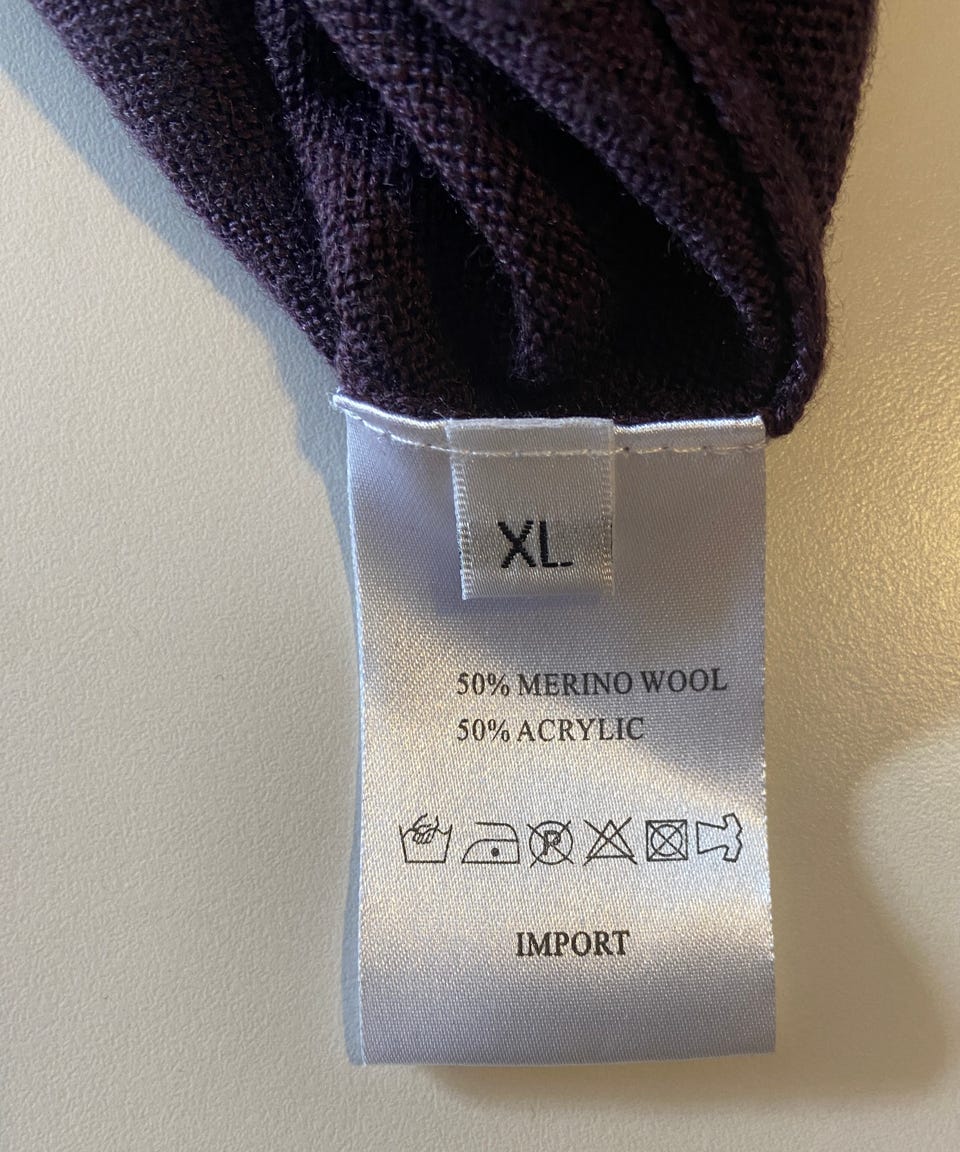 XL
50% MERINO WOOL
50% ACRYLIC
P
IMPORT